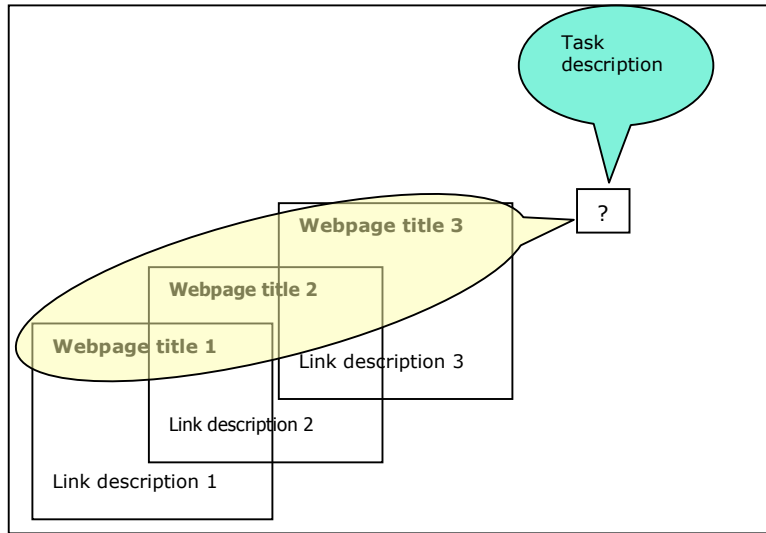 Task
description
?
Webpage title 3
Webpage title 2
Webpage title 1
Link description 3
Link description 2
Link description 1